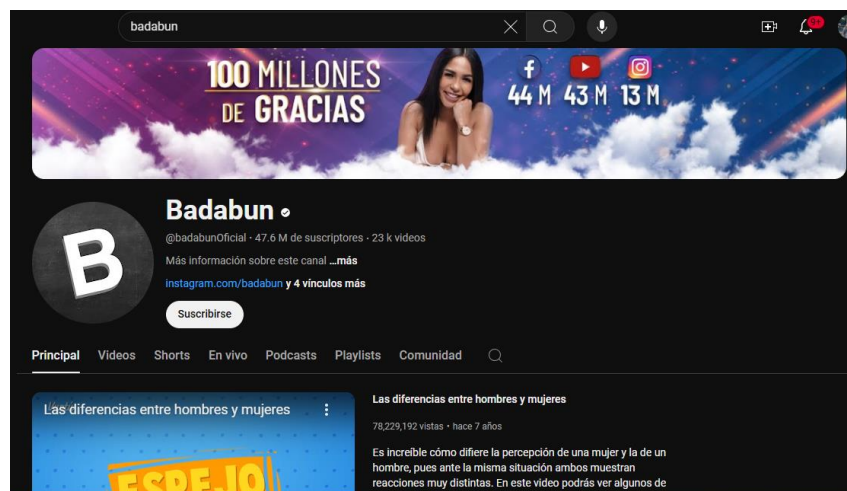 badabun
9+
100 MILLONES
DE GRACIAS
44 M 43 M 13 M
B
Badabun
@badabunOficial · 47.6 M de suscriptores · 23 k videos
Más información sobre este canal ...más
instagram.com/badabun y 4 vínculos más
Suscribirse
Principal Videos Shorts En vivo Podcasts Playlists Comunidad
Las diferencias entre hombres y mujeres
ESPEJO
Las diferencias entre hombres y mujeres
78,229,192 vistas · hace 7 años
Es increíble cómo difiere la percepción de una mujer y la de un
hombre, pues ante la misma situación ambos muestran
reacciones muy distintas. En este video podrás ver algunos de